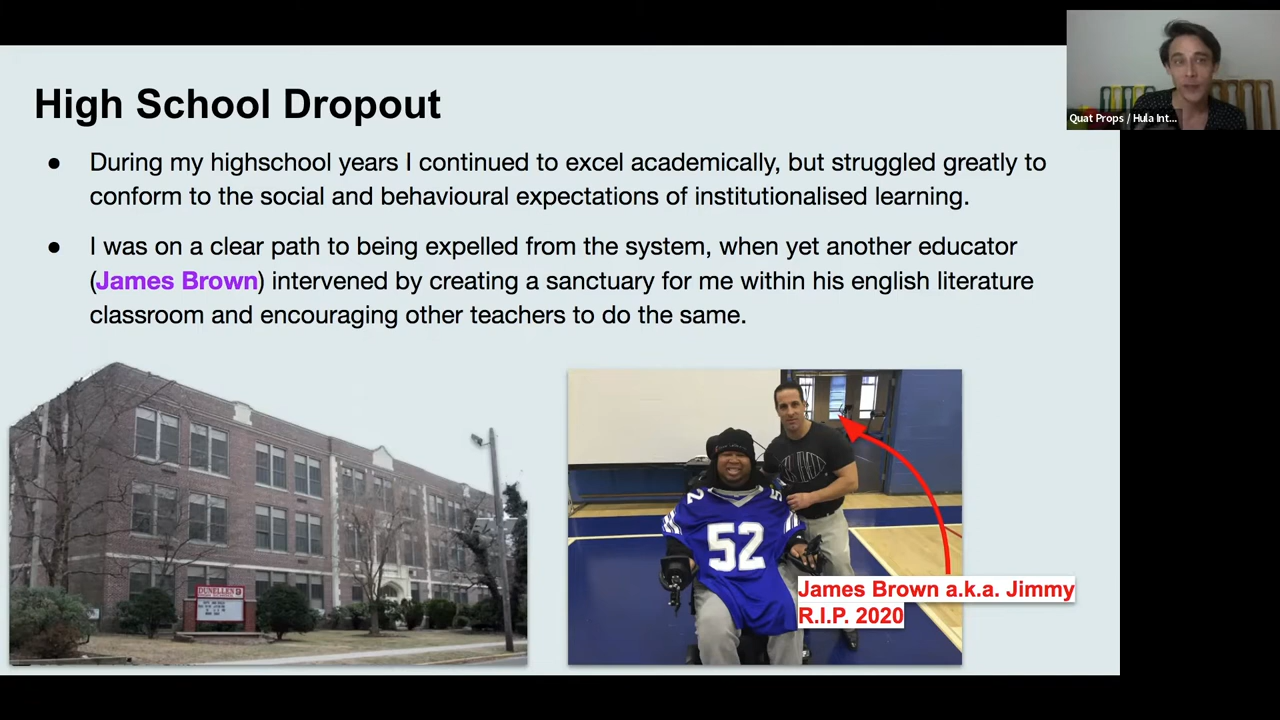 High School Dropout
Quat Props / Hula Int...
● During my highschool years I continued to excel academically, but struggled greatly to
conform to the social and behavioural expectations of institutionalised learning.
● I was on a clear path to being expelled from the system, when yet another educator
(James Brown) intervened by creating a sanctuary for me within his english literature
classroom and encouraging other teachers to do the same.
DUNELLEN
52
James Brown a.k.a. Jimmy
R.I.P. 2020